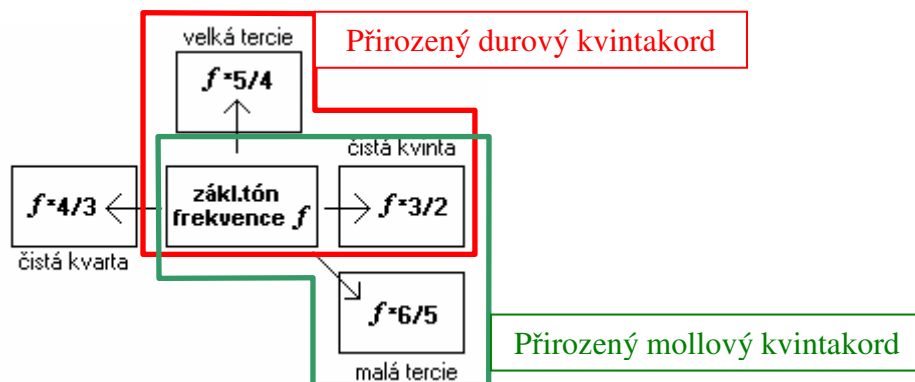 velká tercie
Přirozený durový kvintakord
f*5/4
čistá kvinta
f*4/3
zákl.tón
frekvence f
f*3/2
čistá kvarta
f*6/5
Přirozený mollový kvintakord
malá tercie